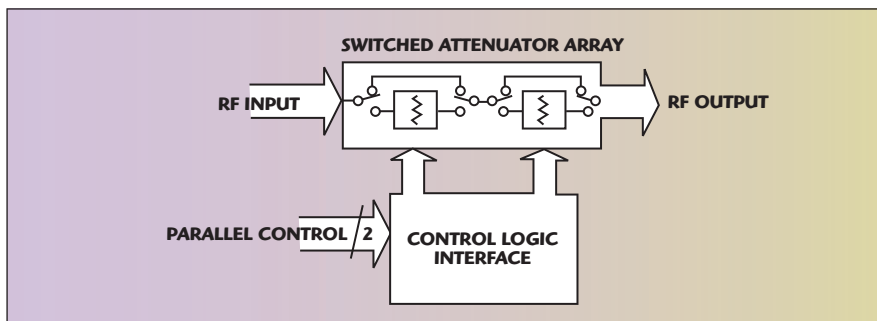 SWITCHED ATTENUATOR ARRAY
RF INPUT
RF OUTPUT
PARALLEL CONTROL / 2
CONTROL LOGIC
INTERFACE